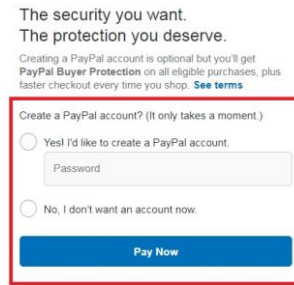 The security you want.
The protection you deserve.
Creating a PayPal account is optional but you'll get
PayPal Buyer Protection on all eligible purchases, plus
faster checkout every time you shop. See terms
Create a PayPal account? (It only takes a moment.)
Yes! I'd like to create a PayPal account.
Password
No, I don't want an account now.
Pay Now